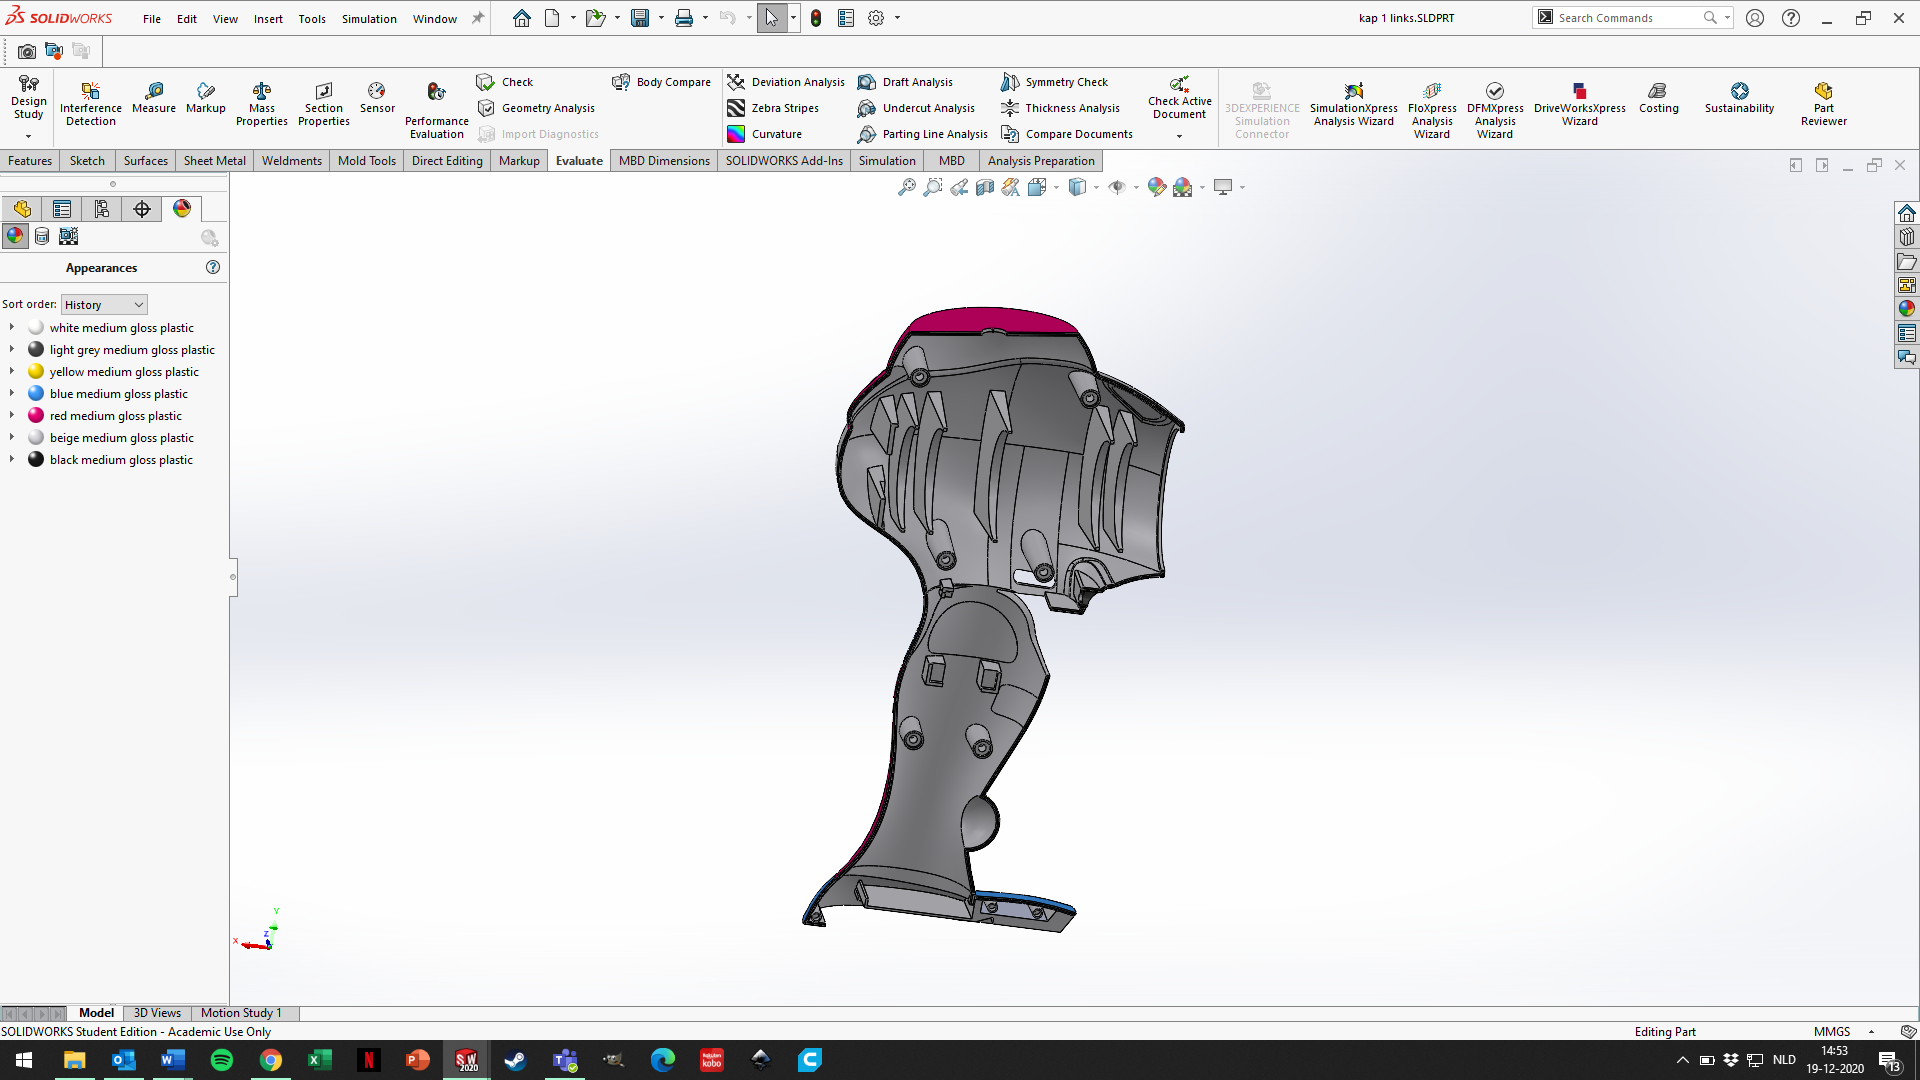 SOLIDWORKS File Edit View Insert Tools Simulation Window kap 1 links.SLDPRT Search Commands
Design Study
Interference Detection
Measure
Markup
Mass Properties
Section Properties
Sensor
Performance Evaluation
Check
Geometry Analysis
Import Diagnostics
Body Compare
Deviation Analysis
Zebra Stripes
Curvature
Draft Analysis
Undercut Analysis
Parting Line Analysis
Symmetry Check
Thickness Analysis
Compare Documents
Check Active Document
3DEXPERIENCE Simulation Connector
SimulationXpress Analysis Wizard
FloXpress Analysis Wizard
DFMXpress Analysis Wizard
DriveWorksXpress Wizard
Costing
Sustainability
Part Reviewer
Features Sketch Surfaces Sheet Metal Weldments Mold Tools Direct Editing Markup Evaluate MBD Dimensions SOLIDWORKS Add-Ins Simulation MBD Analysis Preparation
Appearances
Sort order: History
white medium gloss plastic
light grey medium gloss plastic
yellow medium gloss plastic
blue medium gloss plastic
red medium gloss plastic
beige medium gloss plastic
black medium gloss plastic
Y
Z
X
Model 3D Views Motion Study 1
SOLIDWORKS Student Edition - Academic Use Only Editing Part MMGS
SW 2020
Rakuten kobo
NLD
14:53
19-12-2020
13